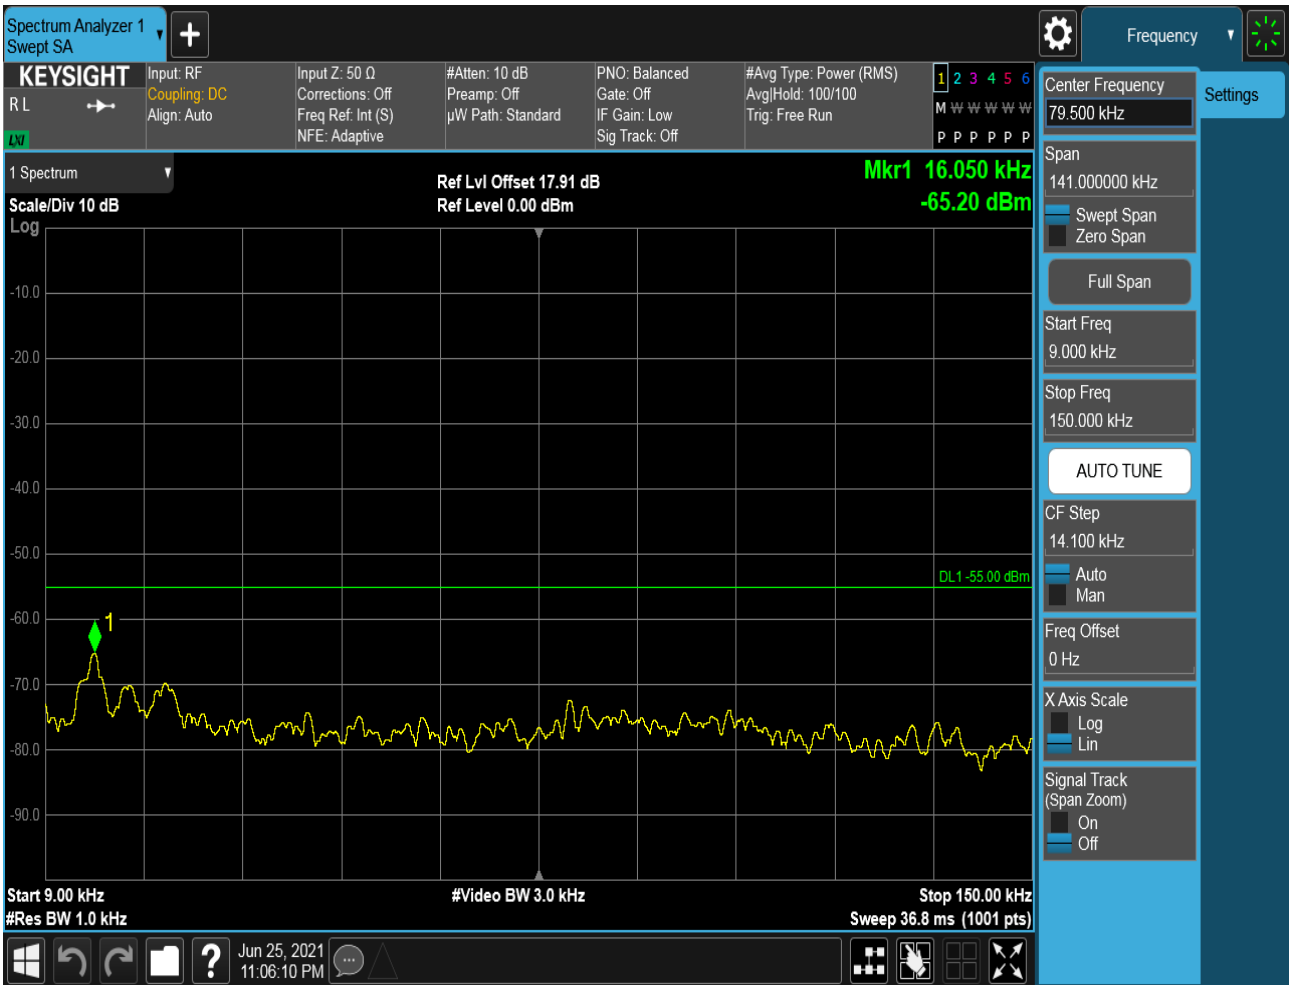 Spectrum Analyzer 1
Swept SA
Frequency
KEYSIGHT
R L
LXI
Input: RF
Coupling: DC
Align: Auto
Input Z: 50 Ω
Corrections: Off
Freq Ref: Int (S)
NFE: Adaptive
#Atten: 10 dB
Preamp: Off
µW Path: Standard
PNO: Balanced
Gate: Off
IF Gain: Low
Sig Track: Off
#Avg Type: Power (RMS)
Avg|Hold: 100/100
Trig: Free Run
1 2 3 4 5 6
M W W W W W
P P P P P P
1 Spectrum
Scale/Div 10 dB
Log
Ref Lvl Offset 17.91 dB
Ref Level 0.00 dBm
Mkr1 16.050 kHz
-65.20 dBm
-10.0
-20.0
-30.0
-40.0
-50.0
DL1 -55.00 dBm
-60.0
1
-70.0
-80.0
-90.0
Start 9.00 kHz
#Res BW 1.0 kHz
#Video BW 3.0 kHz
Stop 150.00 kHz
Sweep 36.8 ms (1001 pts)
Center Frequency
79.500 kHz
Settings
Span
141.000000 kHz
Swept Span
Zero Span
Full Span
Start Freq
9.000 kHz
Stop Freq
150.000 kHz
AUTO TUNE
CF Step
14.100 kHz
Auto
Man
Freq Offset
0 Hz
X Axis Scale
Log
Lin
Signal Track
(Span Zoom)
On
Off
?
Jun 25, 2021
11:06:10 PM